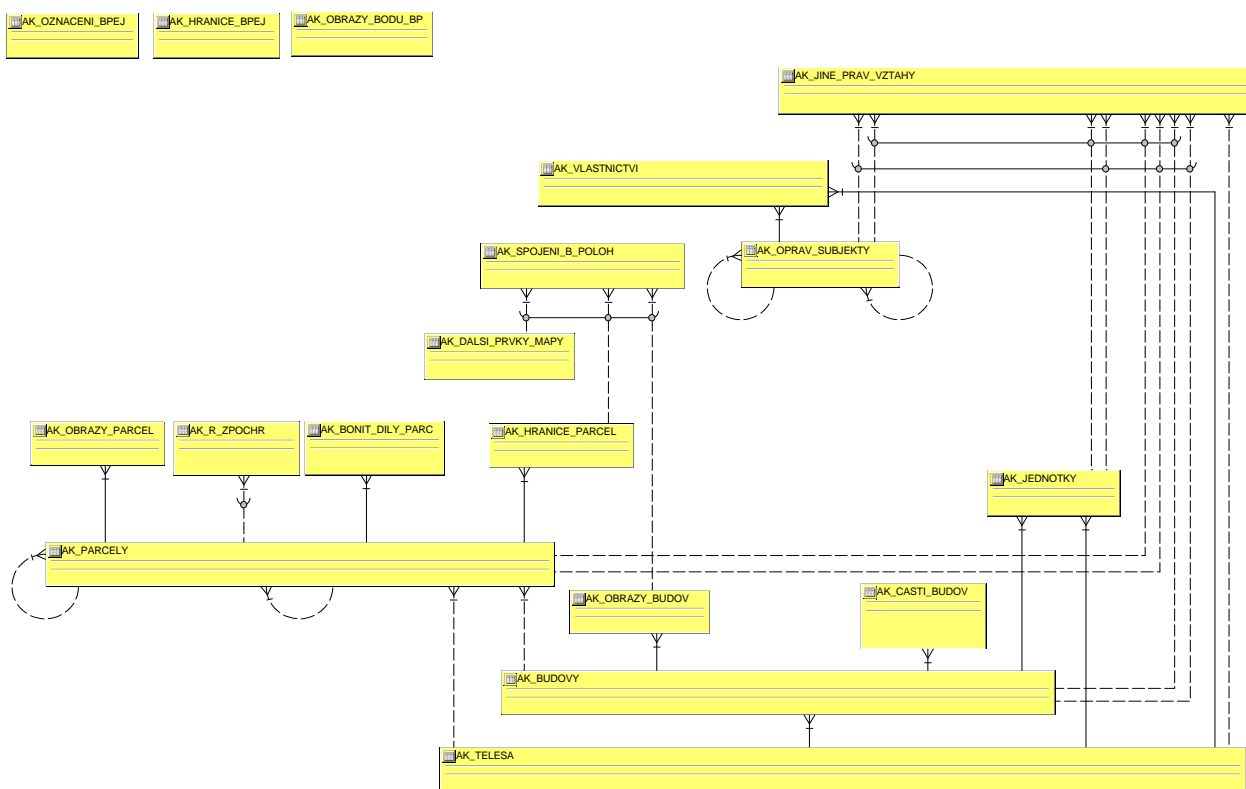 AK_OZNACENI_BPEJ
AK_HRANICE_BPEJ
AK_OBRAZY_BODU_BP
AK_JINE_PRAV_VZTAHY
AK_VLASTNICTVI
AK_SPOJENI_B_POLOH
AK_OPRAV_SUBJEKTY
AK_DALSI_PRVKY_MAPY
AK_OBRAZY_PARCEL
AK_R_ZPOCHR
AK_BONIT_DILY_PARC
AK_HRANICE_PARCEL
AK_JEDNOTKY
AK_PARCELY
AK_OBRAZY_BUDOV
AK_CASTI_BUDOV
AK_BUDOVY
AK_TELESA